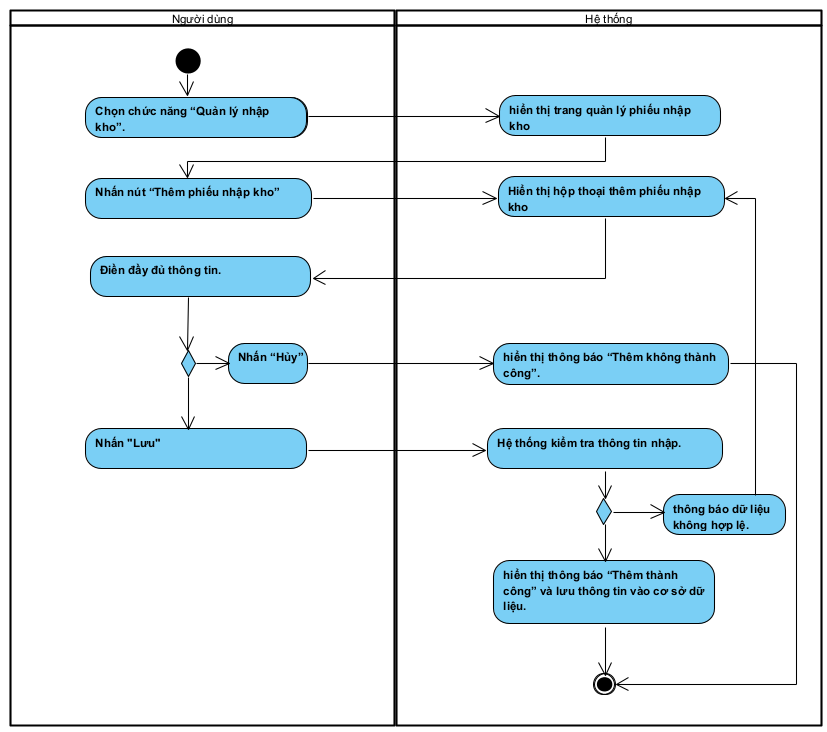 Người dùng
Hệ thống
Chọn chức năng “Quản lý nhập
kho”.
hiển thị trang quản lý phiếu nhập
kho
Nhấn nút “Thêm phiếu nhập kho”
Hiển thị hộp thoại thêm phiếu nhập
kho
Điền đầy đủ thông tin.
Nhấn “Hủy”
hiển thị thông báo “Thêm không thành
công”.
Nhấn "Lưu"
Hệ thống kiểm tra thông tin nhập.
thông báo dữ liệu
không hợp lệ.
hiển thị thông báo “Thêm thành
công” và lưu thông tin vào cơ sở dữ
liệu.